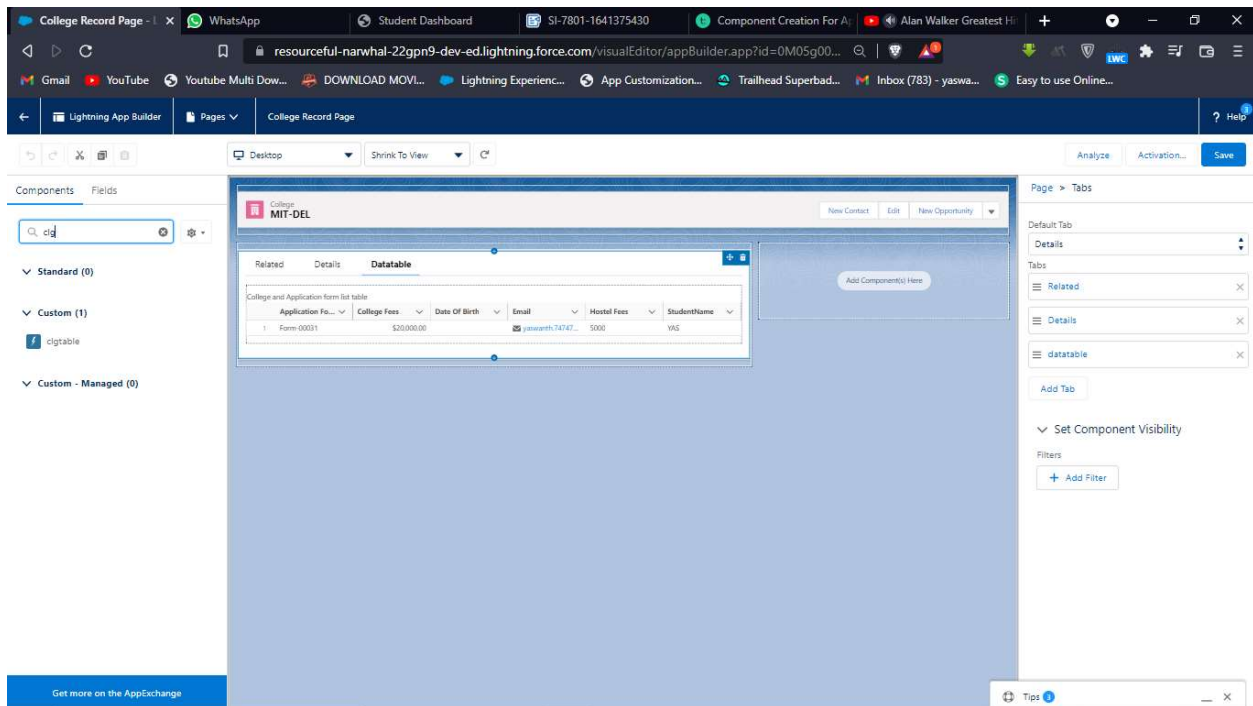 College Record Page - L
WhatsApp
Student Dashboard
SI-7801-1641375430
Component Creation For Ap
Alan Walker Greatest Hit
resourceful-narwhal-22gpn9-dev-ed.lightning.force.com/visualEditor/appBuilder.app?id=0M05g00...
LWC
Gmail
YouTube
Youtube Multi Dow...
DOWNLOAD MOVI...
Lightning Experienc...
App Customization...
Trailhead Superbad...
Inbox (783) - yaswa...
Easy to use Online...
Lightning App Builder
Pages
College Record Page
? Help
3
Desktop
Shrink To View
Analyze
Activation...
Save
Components
Fields
clg
Standard (0)
Custom (1)
clgtable
Custom - Managed (0)
Get more on the AppExchange
College
MIT-DEL
New Contact
Edit
New Opportunity
Related
Details
Datatable
College and Application form list table
Application Fo...
College Fees
Date Of Birth
Email
Hostel Fees
StudentName
1
Form-00031
$20,000.00
yaswanth.74747...
5000
YAS
Add Component(s) Here
Page > Tabs
Default Tab
Details
Tabs
Related
Details
datatable
Add Tab
Set Component Visibility
Filters
+ Add Filter
Tips 3